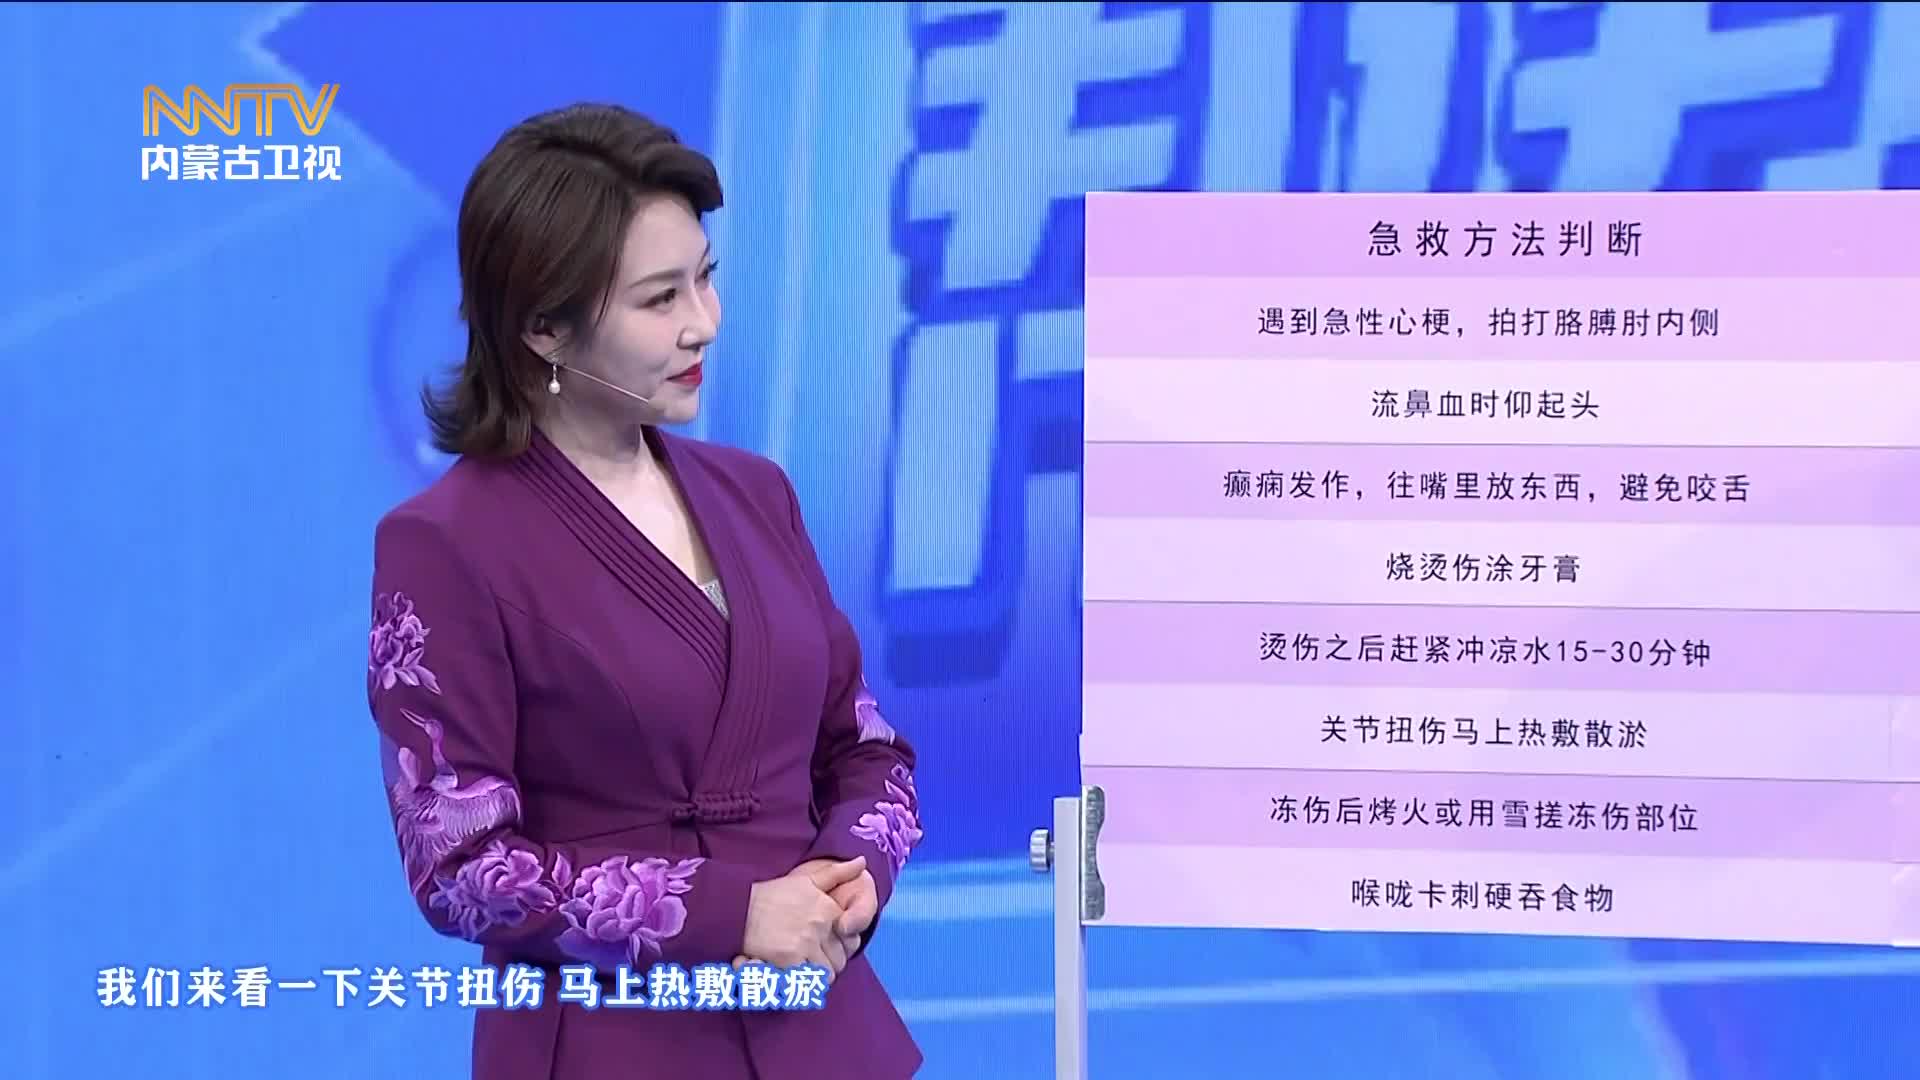 NNTV
内蒙古卫视
急救方法判断
遇到急性心梗，拍打胳膊肘内侧
流鼻血时仰起头
癫痫发作，往嘴里放东西，避免咬舌
烧烫伤涂牙膏
烫伤之后赶紧冲凉水15-30分钟
关节扭伤马上热敷散淤
冻伤后烤火或用雪搓冻伤部位
喉咙卡刺硬吞食物
我们来看一下关节扭伤 马上热敷散瘀